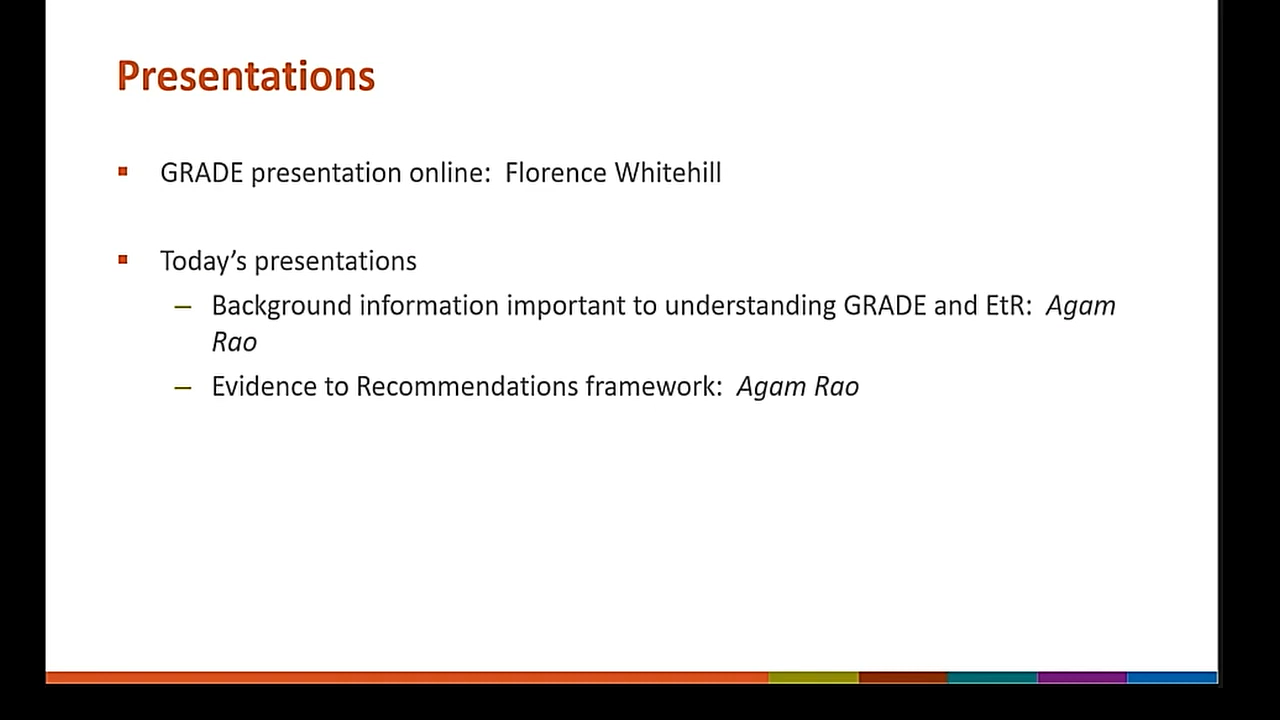 Presentations
▪ GRADE presentation online: Florence Whitehill
▪ Today’s presentations
– Background information important to understanding GRADE and EtR: Agam
Rao
– Evidence to Recommendations framework: Agam Rao